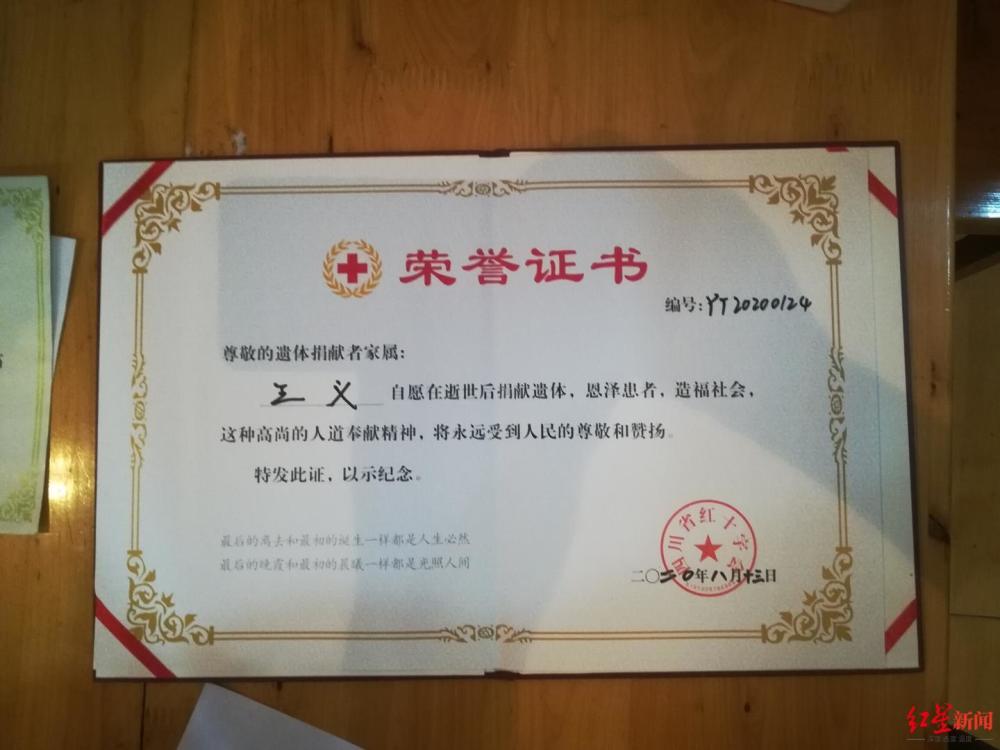 荣誉证书
编号:YT20200124
尊敬的遗体捐献者家属:
王义 自愿在逝世后捐献遗体，恩泽患者，造福社会，
这种高尚的人道奉献精神，将永远受到人民的尊敬和赞扬。
特发此证，以示纪念。
最后的离去和最初的诞生一样都是人生必然
最后的晚霞和最初的晨曦一样都是光照人间
四川省红十字会
二〇二0年八月十三日
红星新闻